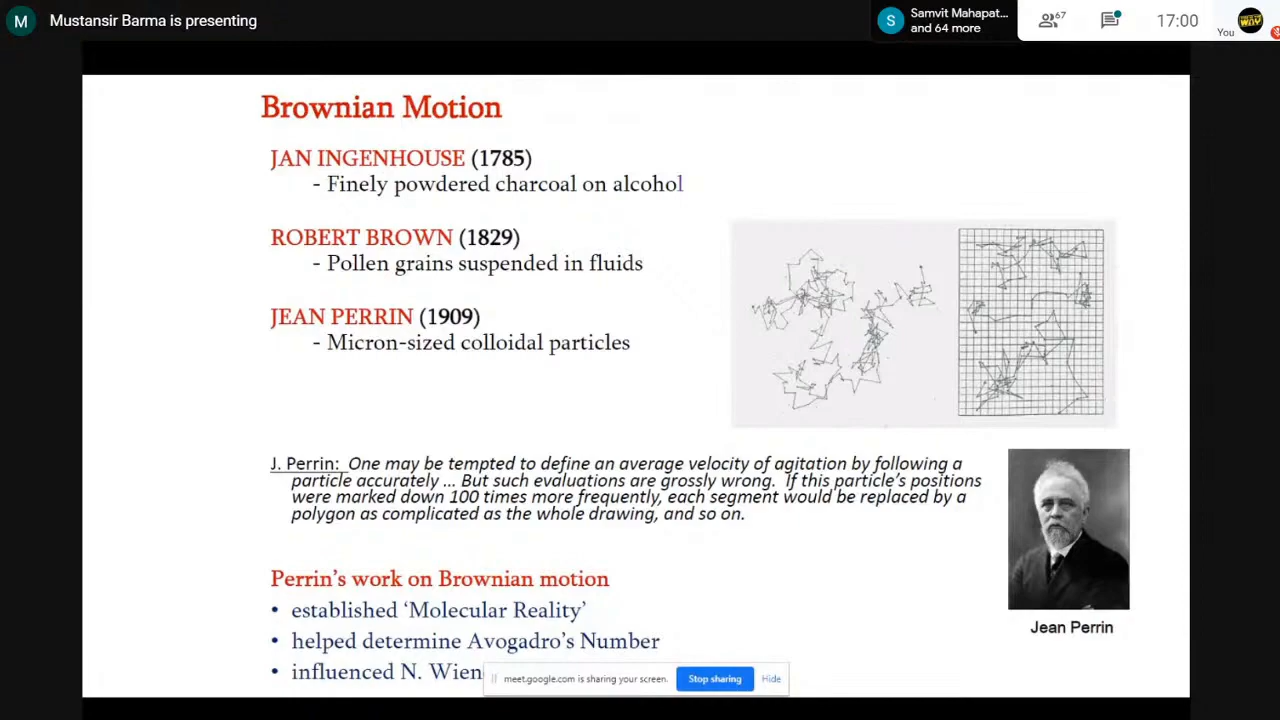 M Mustansir Barma is presenting
S Samvit Mahapat...
and 64 more
67
17:00
You
Brownian Motion
JAN INGENHOUSE (1785)
- Finely powdered charcoal on alcohol
ROBERT BROWN (1829)
- Pollen grains suspended in fluids
JEAN PERRIN (1909)
- Micron-sized colloidal particles
J. Perrin: One may be tempted to define an average velocity of agitation by following a
particle accurately ... But such evaluations are grossly wrong. If this particle's positions
were marked down 100 times more frequently, each segment would be replaced by a
polygon as complicated as the whole drawing, and so on.
Jean Perrin
Perrin's work on Brownian motion
• established ‘Molecular Reality’
• helped determine Avogadro's Number
• influenced N. Wien
meet.google.com is sharing your screen.
Stop sharing
Hide